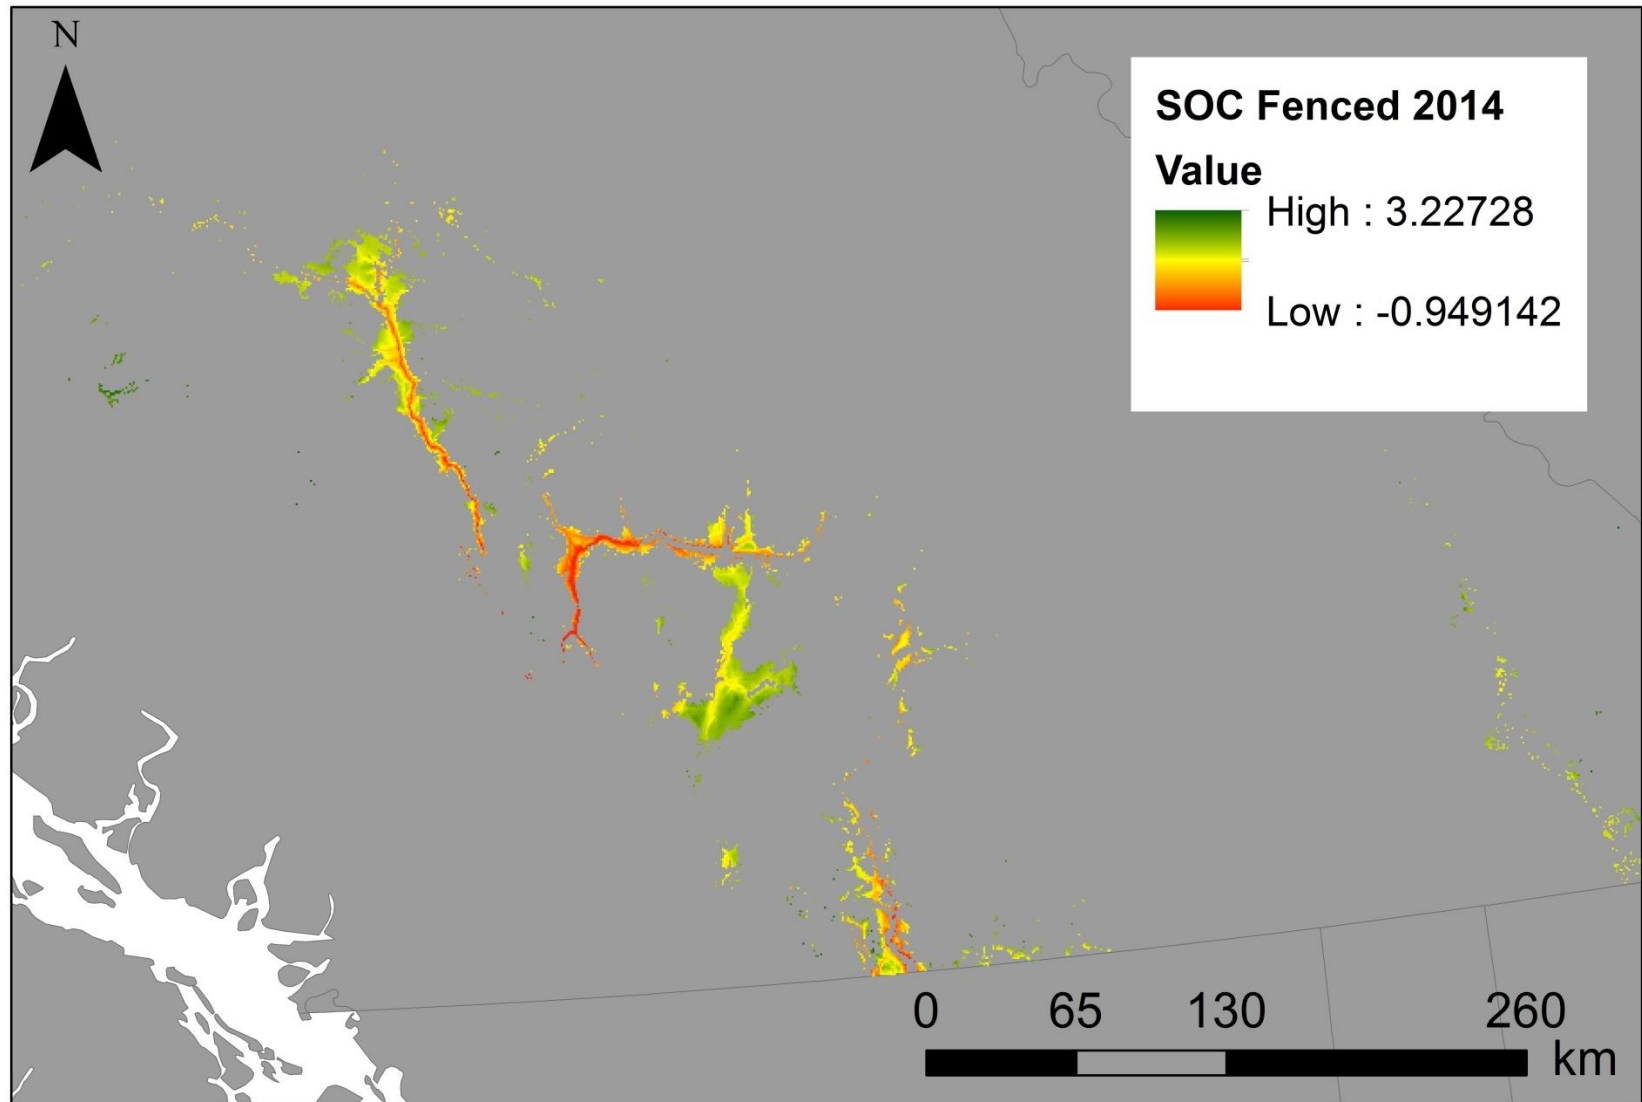 N
SOC Fenced 2014
Value
High : 3.22728
Low : -0.949142
0 65 130 260
km